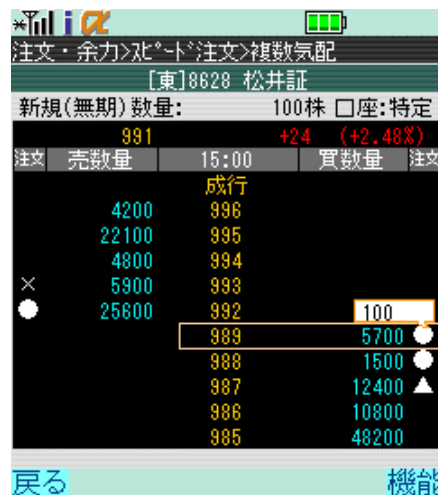 i α
注文・余力>ｽﾋﾟｰﾄﾞ注文>複数気配
[東]8628 松井証
新規(無期) 数量: 100株 口座:特定
991 +24 (+2.48%)
注文 売数量 15:00 買数量 注文
成行
4200 996
22100 995
4800 994
× 5900 993
● 25600 992 100
989 5700 ●
988 1500 ●
987 12400 ▲
986 10800
985 48200
戻る 機能